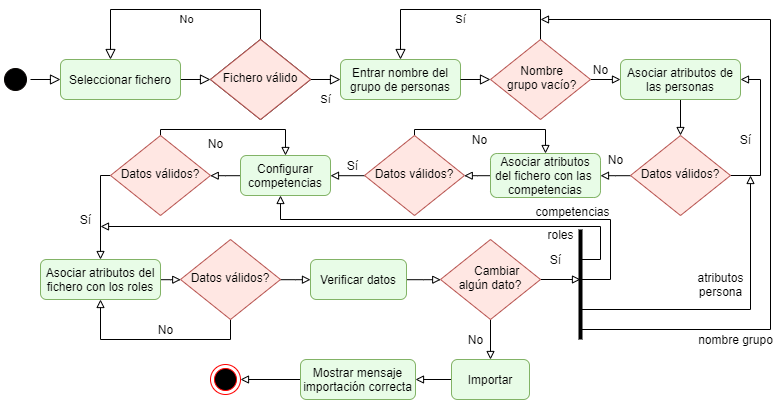 No
Seleccionar fichero
Fichero válido
Sí
Sí
Entrar nombre del
grupo de personas
Nombre
grupo vacío?
No
Asociar atributos de
las personas
Sí
Datos válidos?
No
Asociar atributos
del fichero con las
competencias
No
Datos válidos?
Sí
Configurar
competencias
No
Datos válidos?
Sí
competencias
roles
Asociar atributos del
fichero con los roles
Datos válidos?
No
Verificar datos
Cambiar
algún dato?
Sí
atributos
persona
nombre grupo
No
Importar
Mostrar mensaje
importación correcta